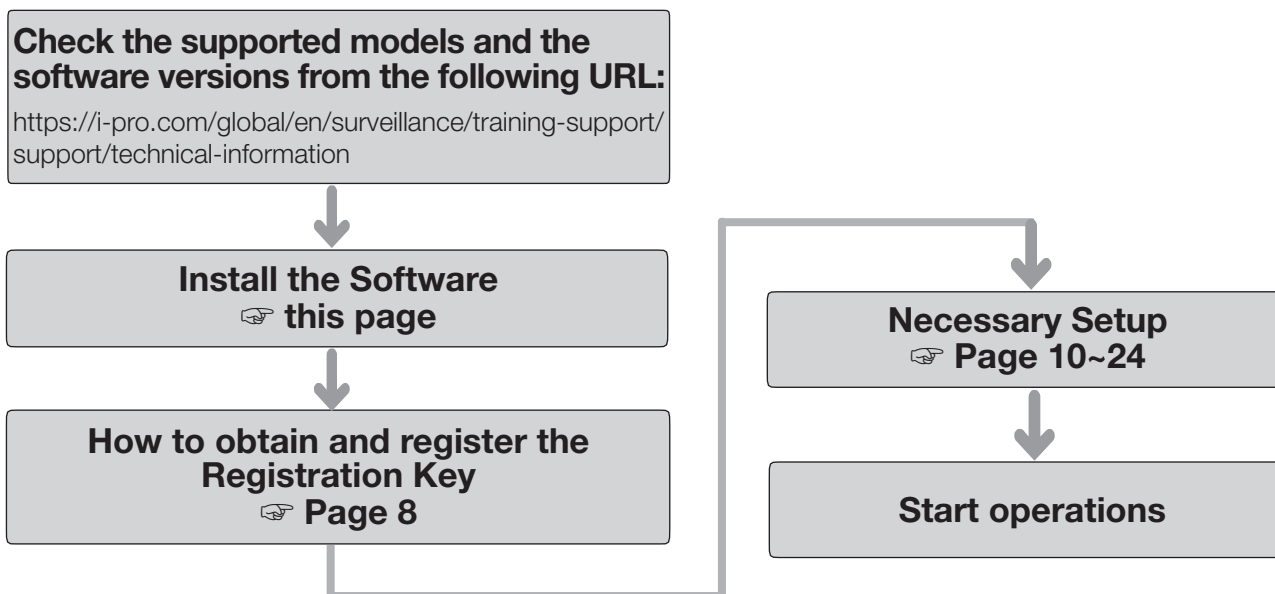 Check the supported models and the
software versions from the following URL:
https://i-pro.com/global/en/surveillance/training-support/
support/technical-information
Install the Software
☞ this page
How to obtain and register the
Registration Key
☞ Page 8
Necessary Setup
☞ Page 10~24
Start operations